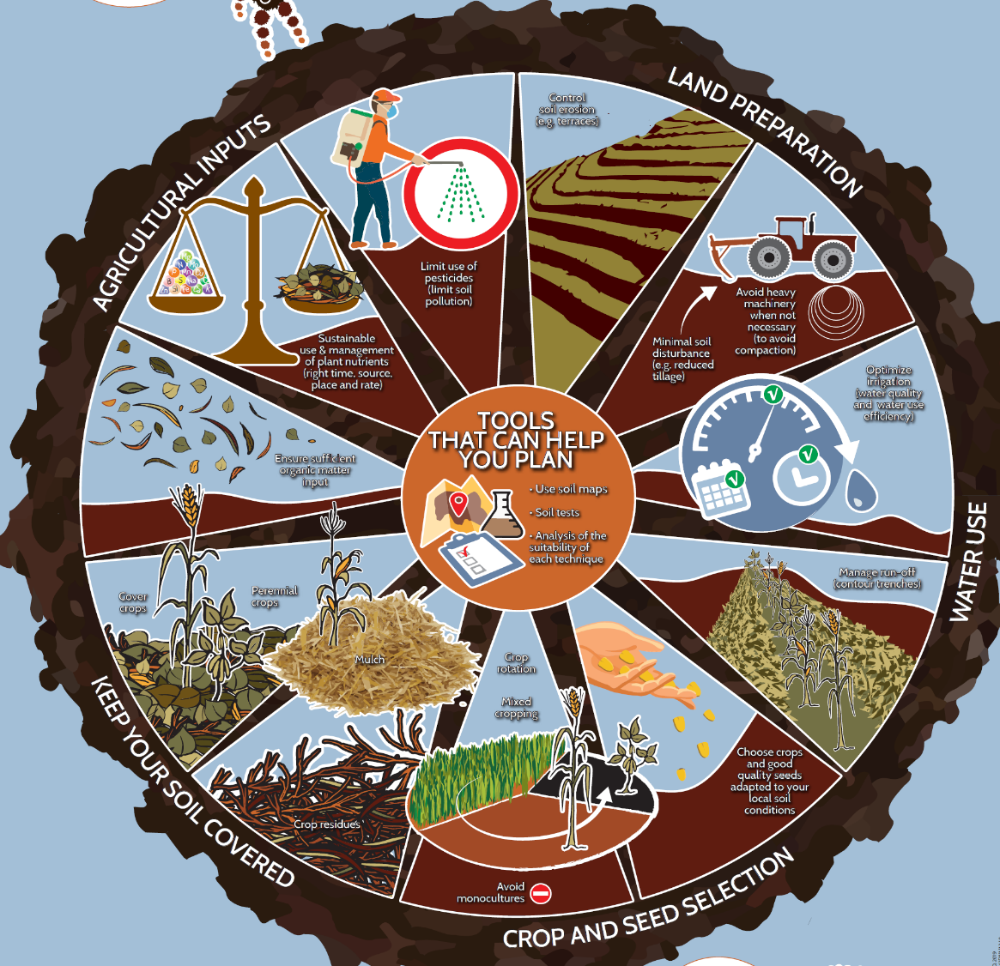 LAND PREPARATION
Control
soil erosion
(e.g. terraces)
Avoid heavy
machinery
when not
necessary
(to avoid
compaction)
Minimal soil
disturbance
(e.g. reduced
tillage)
WATER USE
Optimize
irrigation
(water quality
and water use
efficiency)
Manage run-off
(contour trenches)
CROP AND SEED SELECTION
Choose crops
and good
quality seeds
adapted to your
local soil
conditions
Crop
rotation
Mixed
cropping
Avoid
monocultures
KEEP YOUR SOIL COVERED
Crop residues
Mulch
Perennial
crops
Cover
crops
AGRICULTURAL INPUTS
Ensure sufficient
organic matter
input
Sustainable
use & management
of plant nutrients
(right time, source,
place and rate)
Limit use of
pesticides
(limit soil
pollution)
TOOLS
THAT CAN HELP
YOU PLAN
• Use soil maps
• Soil tests
• Analysis of the
suitability of
each technique